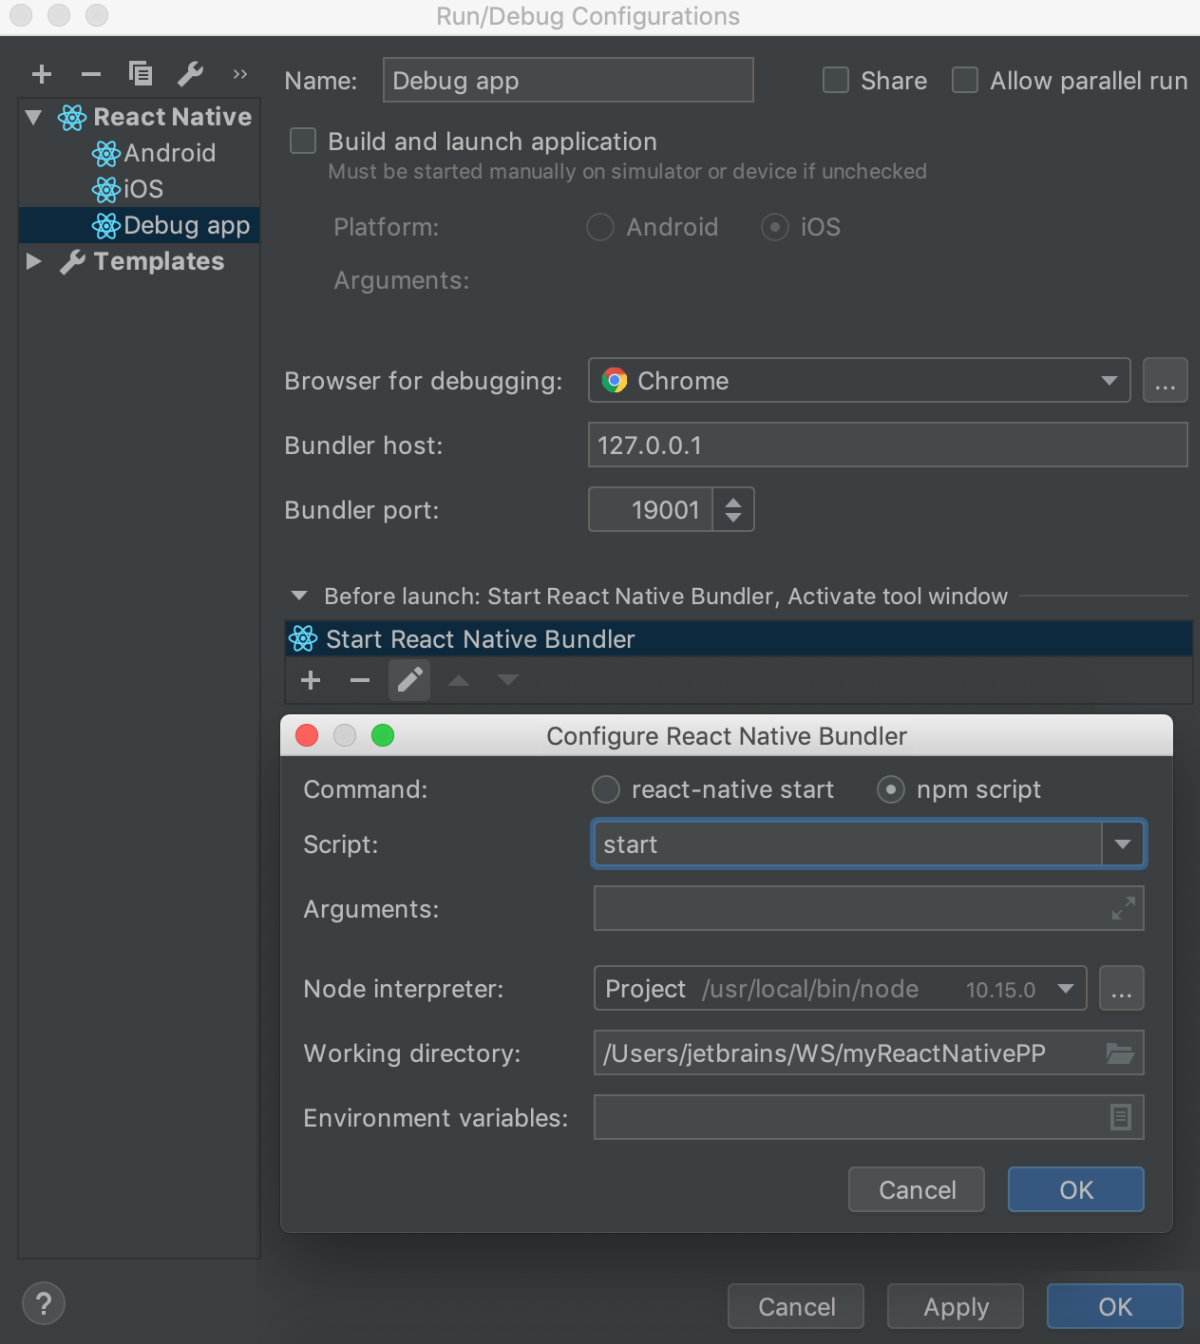 Run/Debug Configurations
Name: Debug app Share Allow parallel run
React Native
Android
iOS
Debug app
Templates
Build and launch application
Must be started manually on simulator or device if unchecked
Platform: Android iOS
Arguments:
Browser for debugging: Chrome ...
Bundler host: 127.0.0.1
Bundler port: 19001
Before launch: Start React Native Bundler, Activate tool window
Start React Native Bundler
Configure React Native Bundler
Command: react-native start npm script
Script: start
Arguments:
Node interpreter: Project /usr/local/bin/node 10.15.0 ...
Working directory: /Users/jetbrains/WS/myReactNativePP
Environment variables:
Cancel OK
? Cancel Apply OK